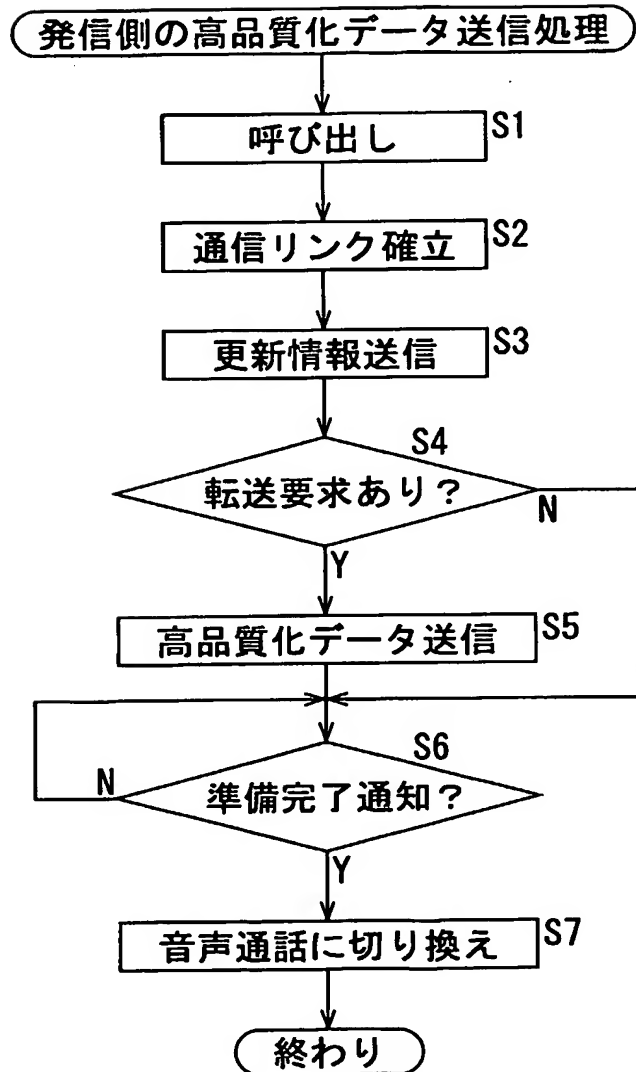 発信側の高品質化データ送信処理
呼び出し
S1
通信リンク確立
S2
更新情報送信
S3
S4
転送要求あり?
N
Y
高品質化データ送信
S5
S6
準備完了通知?
N
Y
音声通話に切り換え
S7
終わり